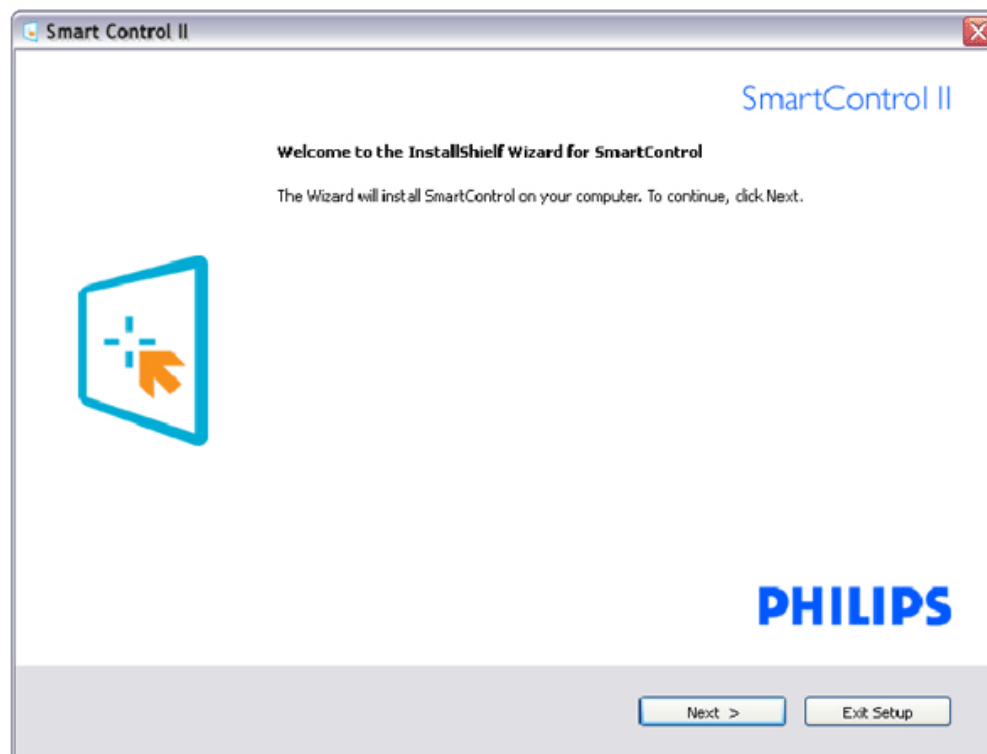 Smart Control II
SmartControl II
Welcome to the InstallShielf Wizard for SmartControl
The Wizard will install SmartControl on your computer. To continue, click Next.
PHILIPS
Next >
Exit Setup